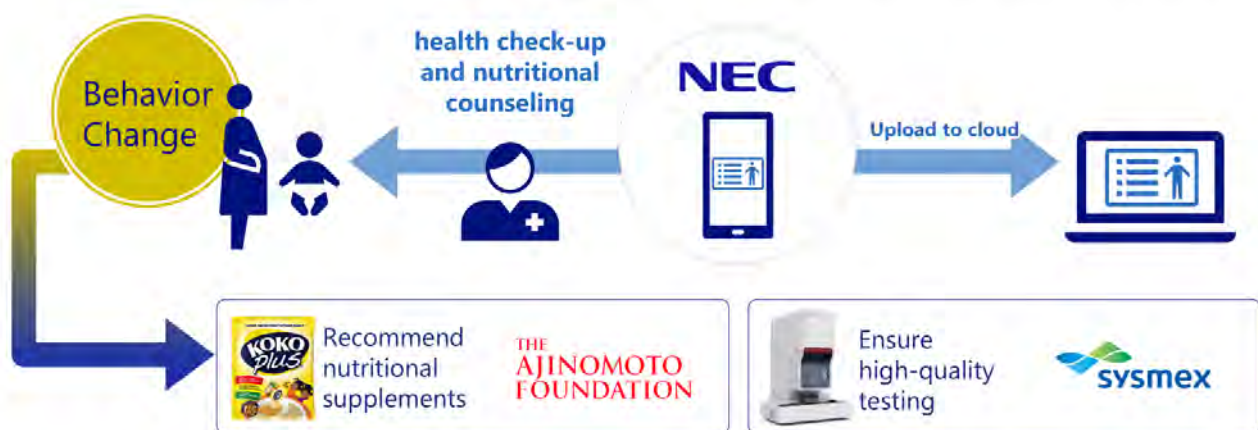 health check-up
and nutritional
counseling
NEC
Behavior
Change
Upload to cloud
KOKO
Plus
Recommend
nutritional
supplements
THE
AJINOMOTO
FOUNDATION
Ensure
high-quality
testing
sysmex